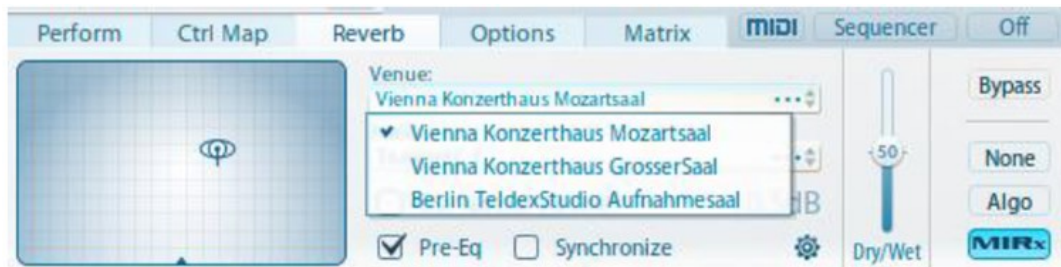 Perform Ctrl Map Reverb Options Matrix MIDI Sequencer Off
Venue:
Vienna Konzerthaus Mozartsaal
Bypass
Vienna Konzerthaus Mozartsaal
Vienna Konzerthaus GrosserSaal
50
None
Berlin TeldexStudio Aufnahmesaal
dB
Algo
Pre-Eq Synchronize
Dry/Wet
MIRx